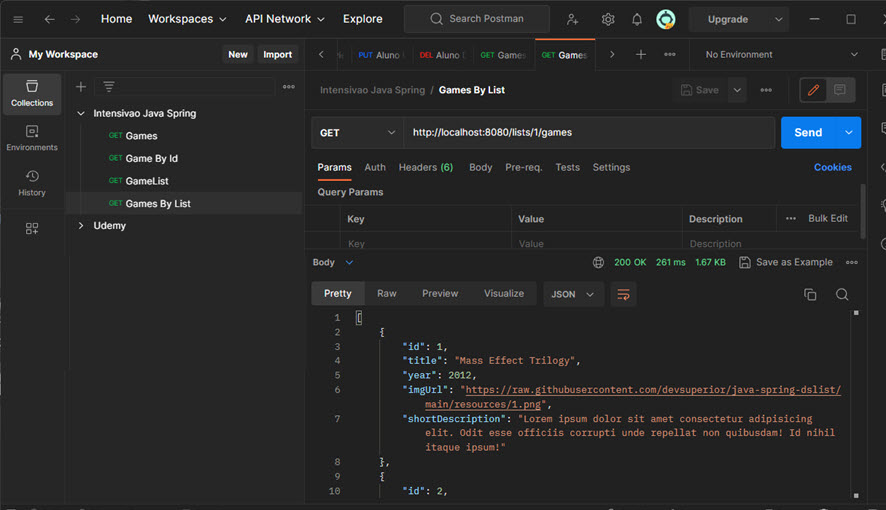 Home Workspaces API Network Explore Search Postman Upgrade
My Workspace New Import PUT Aluno DEL Aluno GET Games GET Games No Environment
Collections
Environments
History
Intensivao Java Spring
GET Games
GET Game By Id
GET GameList
GET Games By List
Udemy
Intensivao Java Spring / Games By List Save
GET http://localhost:8080/lists/1/games Send
Params Auth Headers (6) Body Pre-req. Tests Settings Cookies
Query Params
Key Value Description Bulk Edit
Key Value Description
Body 200 OK 261 ms 1.67 KB Save as Example
Pretty Raw Preview Visualize JSON
1 [
2 {
3 "id": 1,
4 "title": "Mass Effect Trilogy",
5 "year": 2012,
6 "imgUrl": "https://raw.githubusercontent.com/devsuperior/java-spring-dslist/
main/resources/1.png",
7 "shortDescription": "Lorem ipsum dolor sit amet consectetur adipisicing
elit. Odit esse officiis corrupti unde repellat non quibusdam! Id nihil
itaque ipsum!"
8 },
9 {
10 "id": 2,